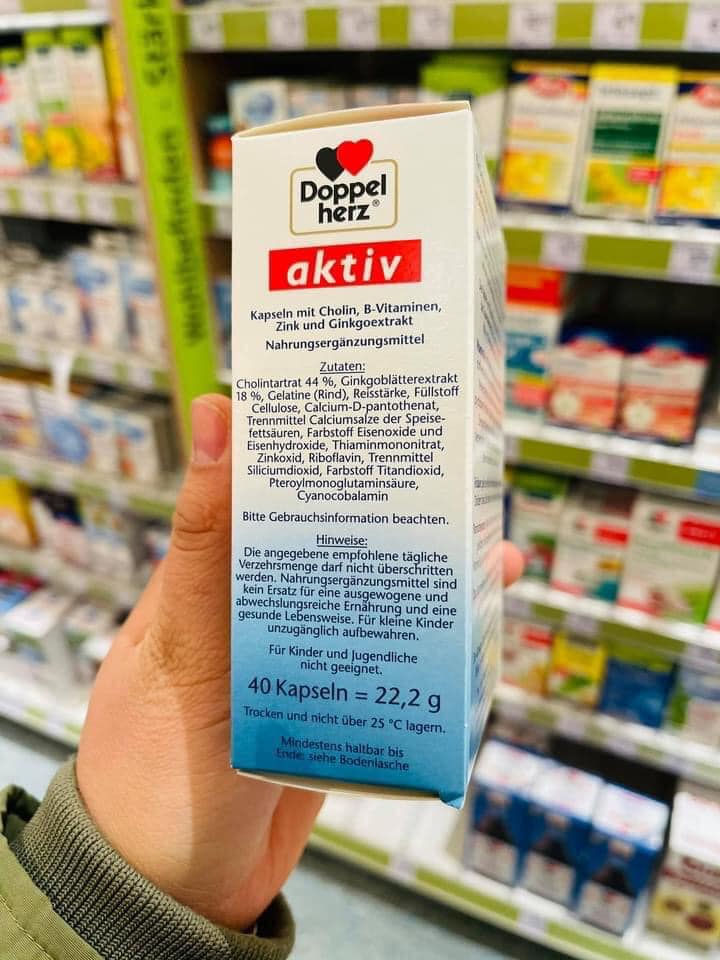 Doppel
herz®
aktiv
Kapseln mit Cholin, B-Vitaminen,
Zink und Ginkgoextrakt
Nahrungsergänzungsmittel
Zutaten:
Cholintartrat 44 %, Ginkgoblätterextrakt
18 %, Gelatine (Rind), Reisstärke, Füllstoff
Cellulose, Calcium-D-pantothenat,
Trennmittel Calciumsalze der Speise-
fettsäuren, Farbstoff Eisenoxide und
Eisenhydroxide, Thiaminmononitrat,
Zinkoxid, Riboflavin, Trennmittel
Siliciumdioxid, Farbstoff Titandioxid,
Pteroylmonoglutaminsäure,
Cyanocobalamin
Bitte Gebrauchsinformation beachten.
Hinweise:
Die angegebene empfohlene tägliche
Verzehrsmenge darf nicht überschritten
werden. Nahrungsergänzungsmittel sind
kein Ersatz für eine ausgewogene und
abwechslungsreiche Ernährung und eine
gesunde Lebensweise. Für kleine Kinder
unzugänglich aufbewahren.
Für Kinder und Jugendliche
nicht geeignet.
40 Kapseln = 22,2 g
Trocken und nicht über 25 °C lagern.
Mindestens haltbar bis
Ende: siehe Bodenlasche
Wohlbefinden